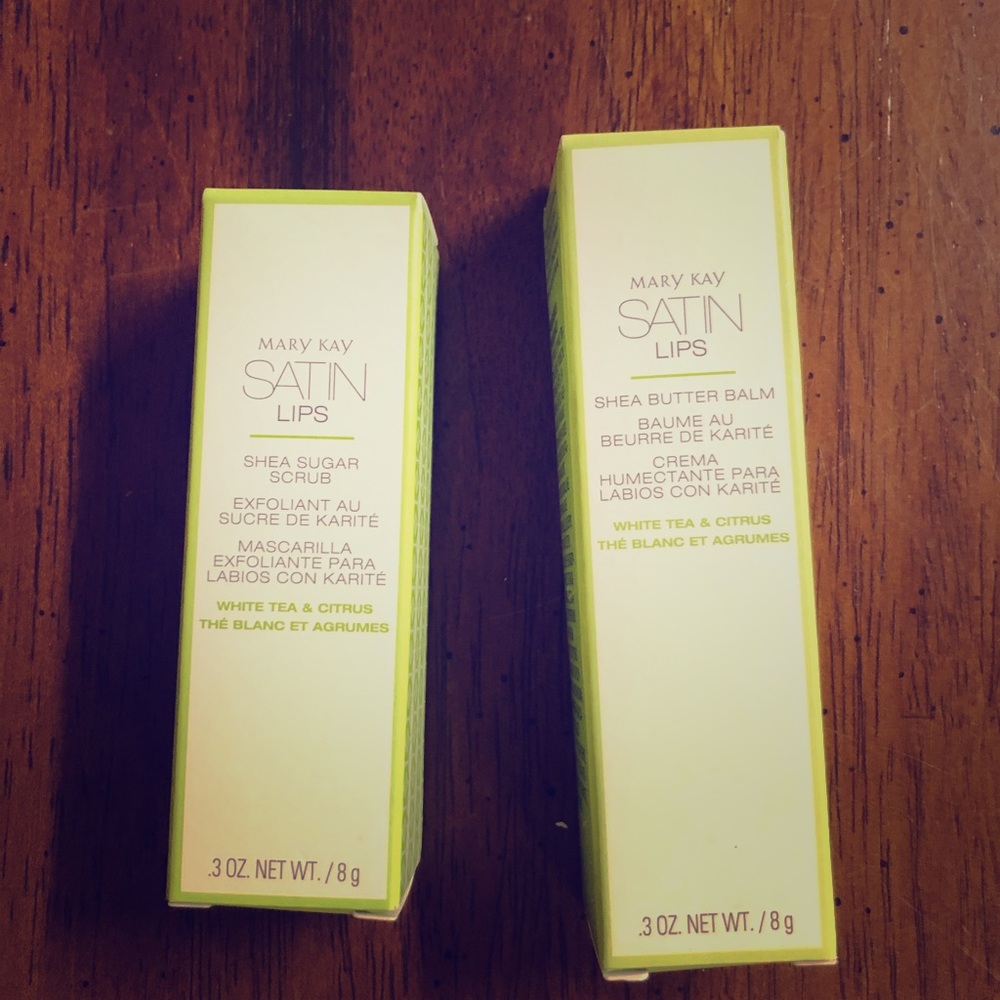 MARY KAY
SATIN
LIPS
SHEA SUGAR
SCRUB
EXFOLIANT AU
SUCRE DE KARITÉ
MASCARILLA
EXFOLIANTE PARA
LABIOS CON KARITÉ
WHITE TEA & CITRUS
THÉ BLANC ET AGRUMES
.3 OZ. NET WT. / 8 g
MARY KAY
SATIN
LIPS
SHEA BUTTER BALM
BAUME AU
BEURRE DE KARITÉ
CREMA
HUMECTANTE PARA
LABIOS CON KARITÉ
WHITE TEA & CITRUS
THÉ BLANC ET AGRUMES
.3 OZ. NET WT. / 8 g